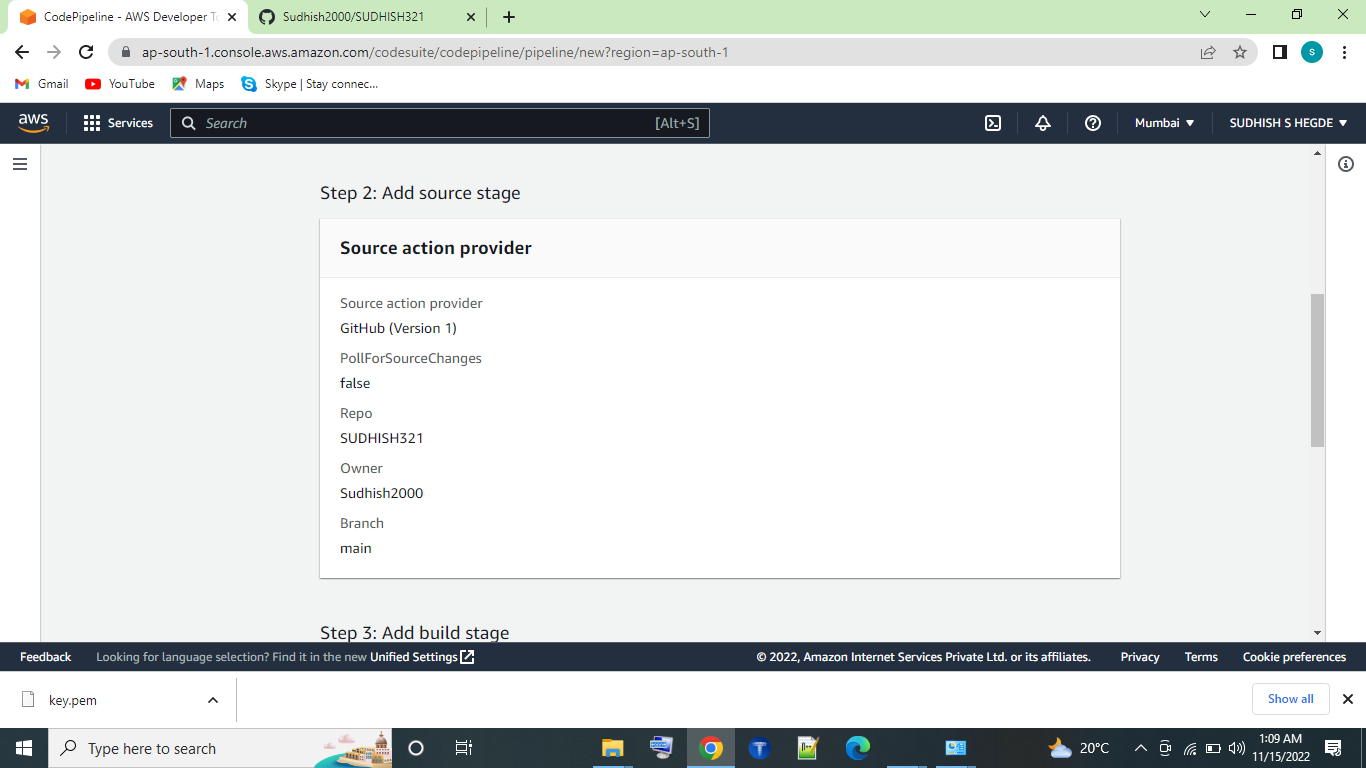 CodePipeline - AWS Developer To
Sudhish2000/SUDHISH321
ap-south-1.console.aws.amazon.com/codesuite/codepipeline/pipeline/new?region=ap-south-1
S
Gmail
YouTube
Maps
Skype | Stay connec...
aws
Services
Search
[Alt+S]
Mumbai
SUDHISH S HEGDE
Step 2: Add source stage
Source action provider
Source action provider
GitHub (Version 1)
PollForSourceChanges
false
Repo
SUDHISH321
Owner
Sudhish2000
Branch
main
Step 3: Add build stage
Feedback
Looking for language selection? Find it in the new Unified Settings
© 2022, Amazon Internet Services Private Ltd. or its affiliates.
Privacy
Terms
Cookie preferences
key.pem
Show all
Type here to search
20°C
1:09 AM
11/15/2022